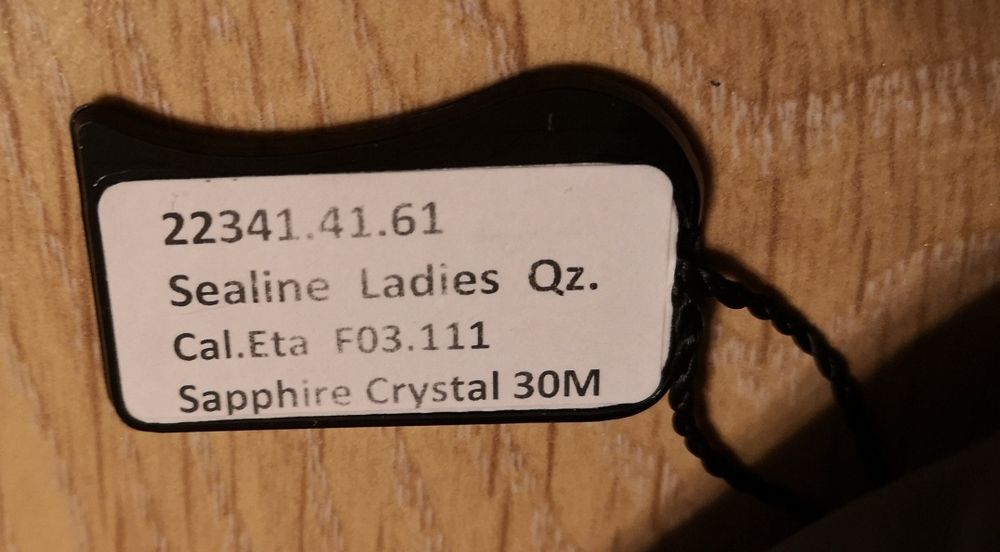 22341.41.61
Sealine Ladies Qz.
Cal.Eta F03.111
Sapphire Crystal 30M